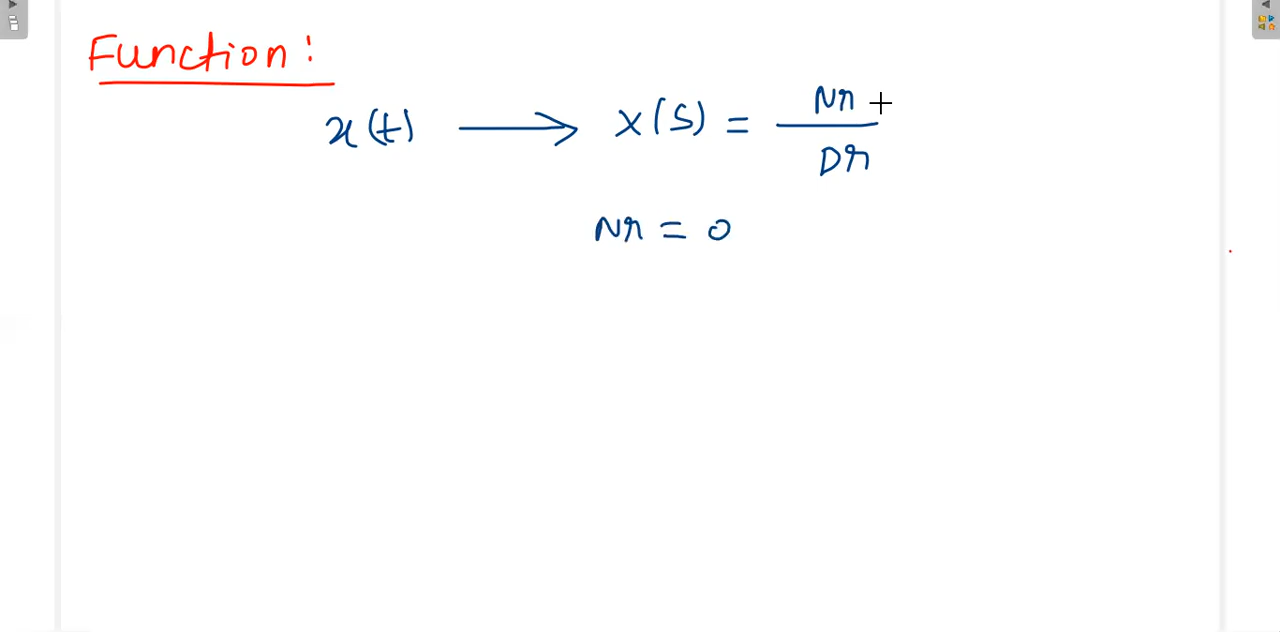 Function :
x(t) ⟶ X(S) = Nr / Dr
Nr = 0